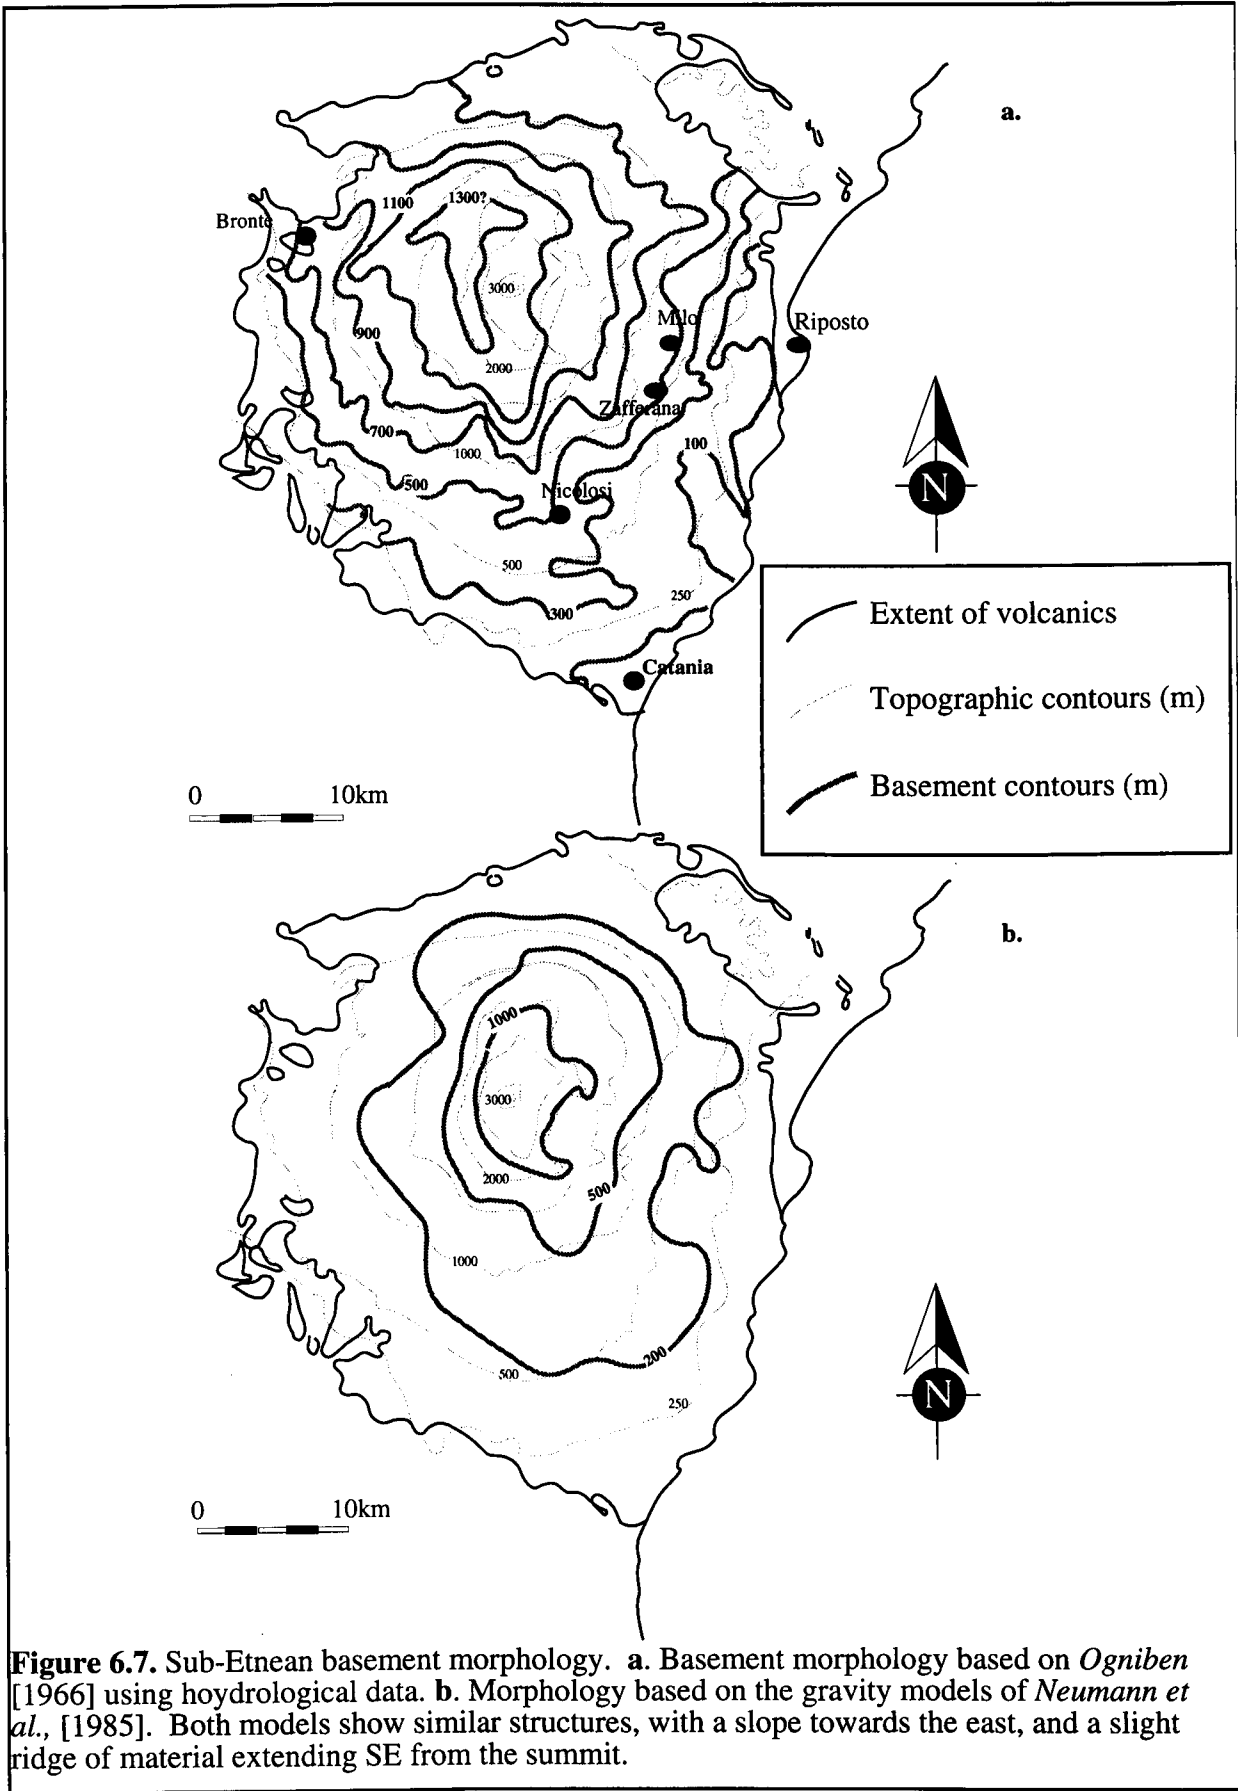 a.
1100
1300?
Bronte
3000
Milo
Riposto
900
2000
Zafferana
700
1000
100
500
Nicolosi
N
500
250
300
Extent of volcanics
Catania
Topographic contours (m)
Basement contours (m)
0 10km
b.
1000
3000
2000
500
1000
200
500
250
N
0 10km
Figure 6.7. Sub-Etnean basement morphology. a. Basement morphology based on Ogniben
[1966] using hoydrological data. b. Morphology based on the gravity models of Neumann et
al., [1985]. Both models show similar structures, with a slope towards the east, and a slight
ridge of material extending SE from the summit.